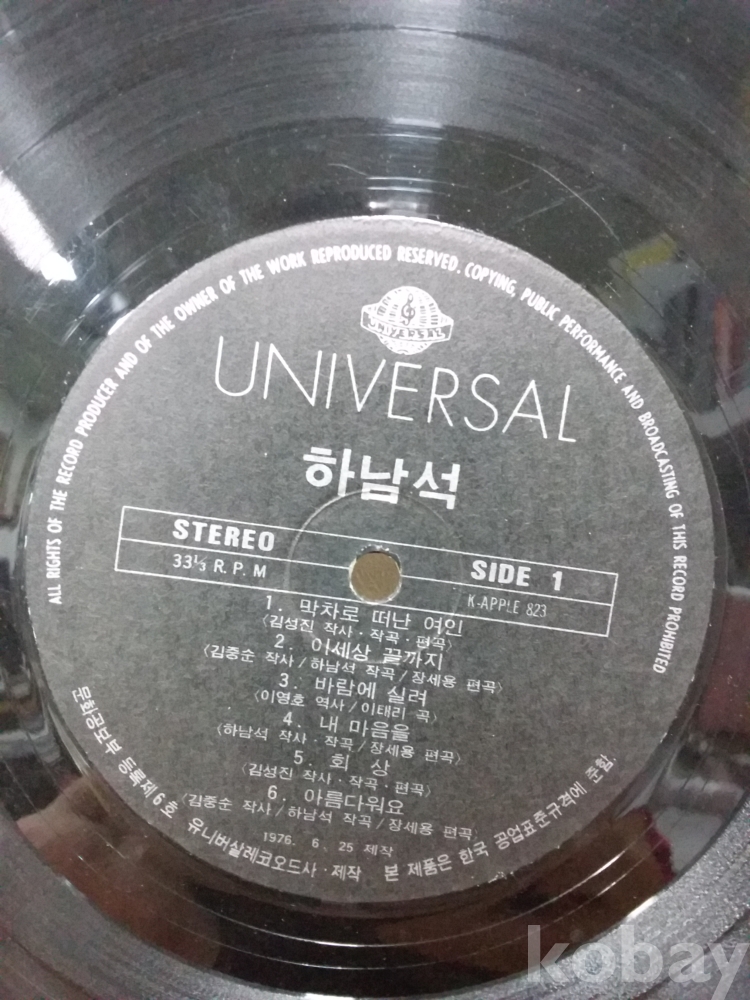 ALL RIGHTS OF THE RECORD PRODUCER AND OF THE OWNER OF THE WORK REPRODUCED RESERVED. COPYING, PUBLIC PERFORMANCE AND BROADCASTING OF THIS RECORD PROHIBITED
UNIVERSAL
UNIVERSAL
하남석
STEREO
SIDE 1
33⅓ R.P.M
K-APPLE 823
1. 막차로 떠난 여인
(김성진 작사·작곡·편곡)
2. 이세상 끝까지
(김중순 작사/하남석 작곡/장세용 편곡)
3. 바람에 실려
(이영호 역사/이태리 곡)
4. 내 마음을
(하남석 작사·작곡/장세용 편곡)
5. 회 상
(김성진 작사·작곡·편곡)
6. 아름다워요
(김중순 작사/하남석 작곡/장세용 편곡)
1976. 6. 25 제작
문화공보부 등록제6호 유니버살레코오드사·제작 본 제품은 한국 공업표준규격에 준함.
kobay